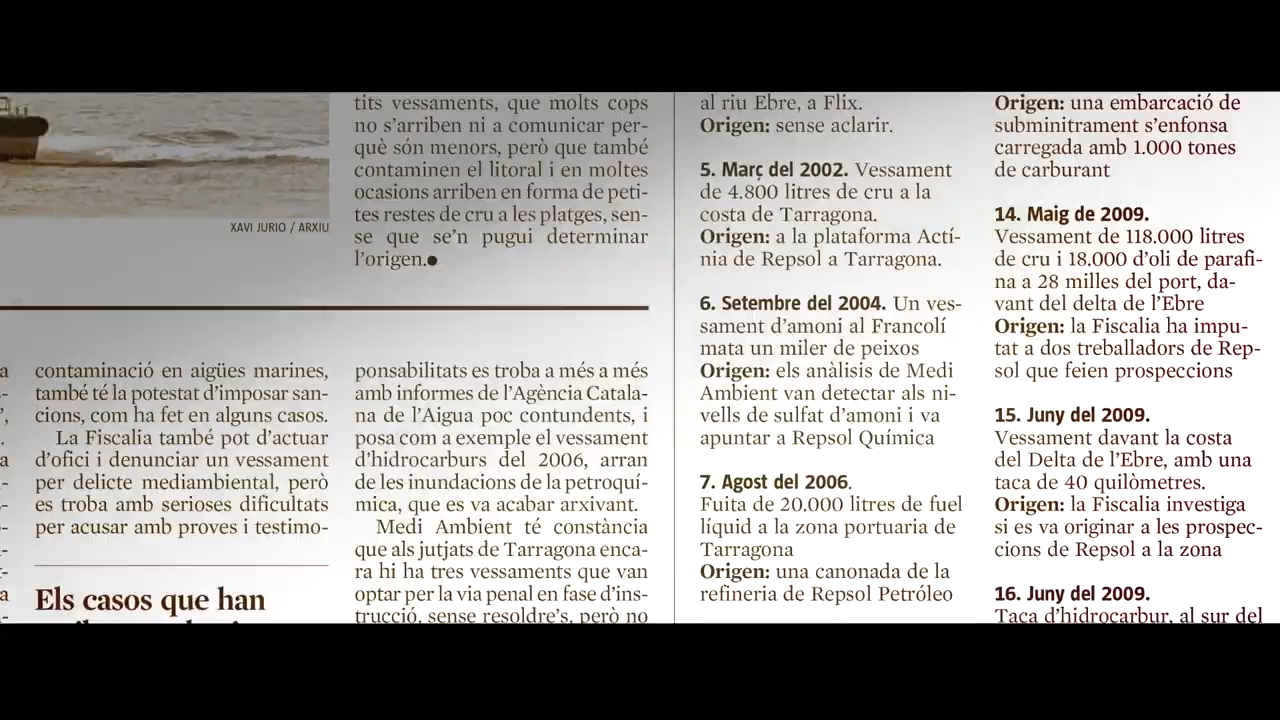 XAVI JURIO / ARXIU
tits vessaments, que molts cops
no s'arriben ni a comunicar per-
què són menors, però que també
contaminen el litoral i en moltes
ocasions arriben en forma de peti-
tes restes de cru a les platges, sen-
se que se'n pugui determinar
l'origen.●
contaminació en aigües marines,
també té la potestat d'imposar san-
cions, com ha fet en alguns casos.
La Fiscalia també pot d'actuar
d'ofici i denunciar un vessament
per delicte mediambiental, però
es troba amb serioses dificultats
per acusar amb proves i testimo-
Els casos que han
ponsabilitats es troba a més a més
amb informes de l'Agència Catala-
na de l'Aigua poc contundents, i
posa com a exemple el vessament
d'hidrocarburs del 2006, arran
de les inundacions de la petroquí-
mica, que es va acabar arxivant.
Medi Ambient té constància
que als jutjats de Tarragona enca-
ra hi ha tres vessaments que van
optar per la via penal en fase d'ins-
trucció, sense resoldre's, però no
al riu Ebre, a Flix.
Origen: sense aclarir.
5. Març del 2002. Vessament
de 4.800 litres de cru a la
costa de Tarragona.
Origen: a la plataforma Actí-
nia de Repsol a Tarragona.
6. Setembre del 2004. Un ves-
sament d'amoni al Francolí
mata un miler de peixos
Origen: els anàlisis de Medi
Ambient van detectar als ni-
vells de sulfat d'amoni i va
apuntar a Repsol Química
7. Agost del 2006.
Fuita de 20.000 litres de fuel
líquid a la zona portuaria de
Tarragona
Origen: una canonada de la
refineria de Repsol Petróleo
Origen: una embarcació de
subminitrament s'enfonsa
carregada amb 1.000 tones
de carburant
14. Maig de 2009.
Vessament de 118.000 litres
de cru i 18.000 d'oli de parafi-
na a 28 milles del port, da-
vant del delta de l'Ebre
Origen: la Fiscalia ha impu-
tat a dos treballadors de Rep-
sol que feien prospeccions
15. Juny del 2009.
Vessament davant la costa
del Delta de l'Ebre, amb una
taca de 40 quilòmetres.
Origen: la Fiscalia investiga
si es va originar a les prospec-
cions de Repsol a la zona
16. Juny del 2009.
Taca d'hidrocarbur, al sur del